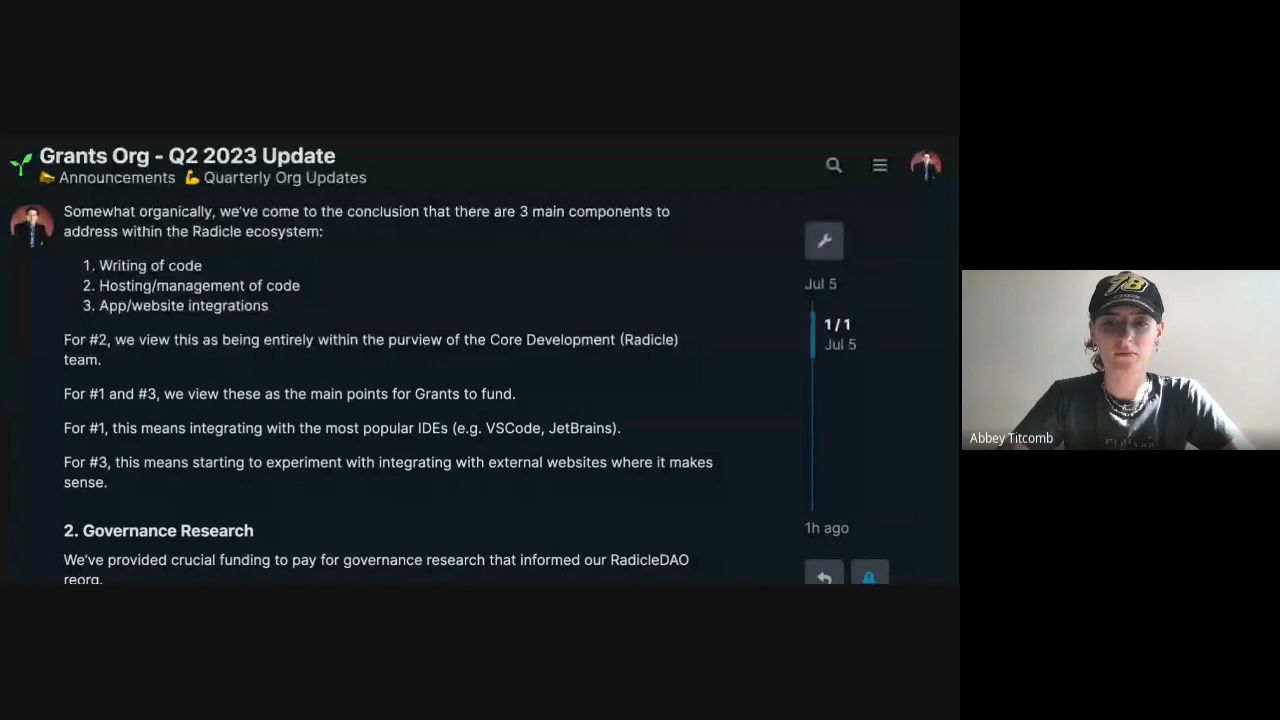 Grants Org - Q2 2023 Update
📣 Announcements 💪 Quarterly Org Updates
Somewhat organically, we've come to the conclusion that there are 3 main components to
address within the Radicle ecosystem:
1. Writing of code
2. Hosting/management of code
3. App/website integrations
For #2, we view this as being entirely within the purview of the Core Development (Radicle)
team.
For #1 and #3, we view these as the main points for Grants to fund.
For #1, this means integrating with the most popular IDEs (e.g. VSCode, JetBrains).
For #3, this means starting to experiment with integrating with external websites where it makes
sense.
2. Governance Research
We've provided crucial funding to pay for governance research that informed our RadicleDAO
reorg.
Jul 5
1 / 1
Jul 5
1h ago
78
Abbey Titcomb